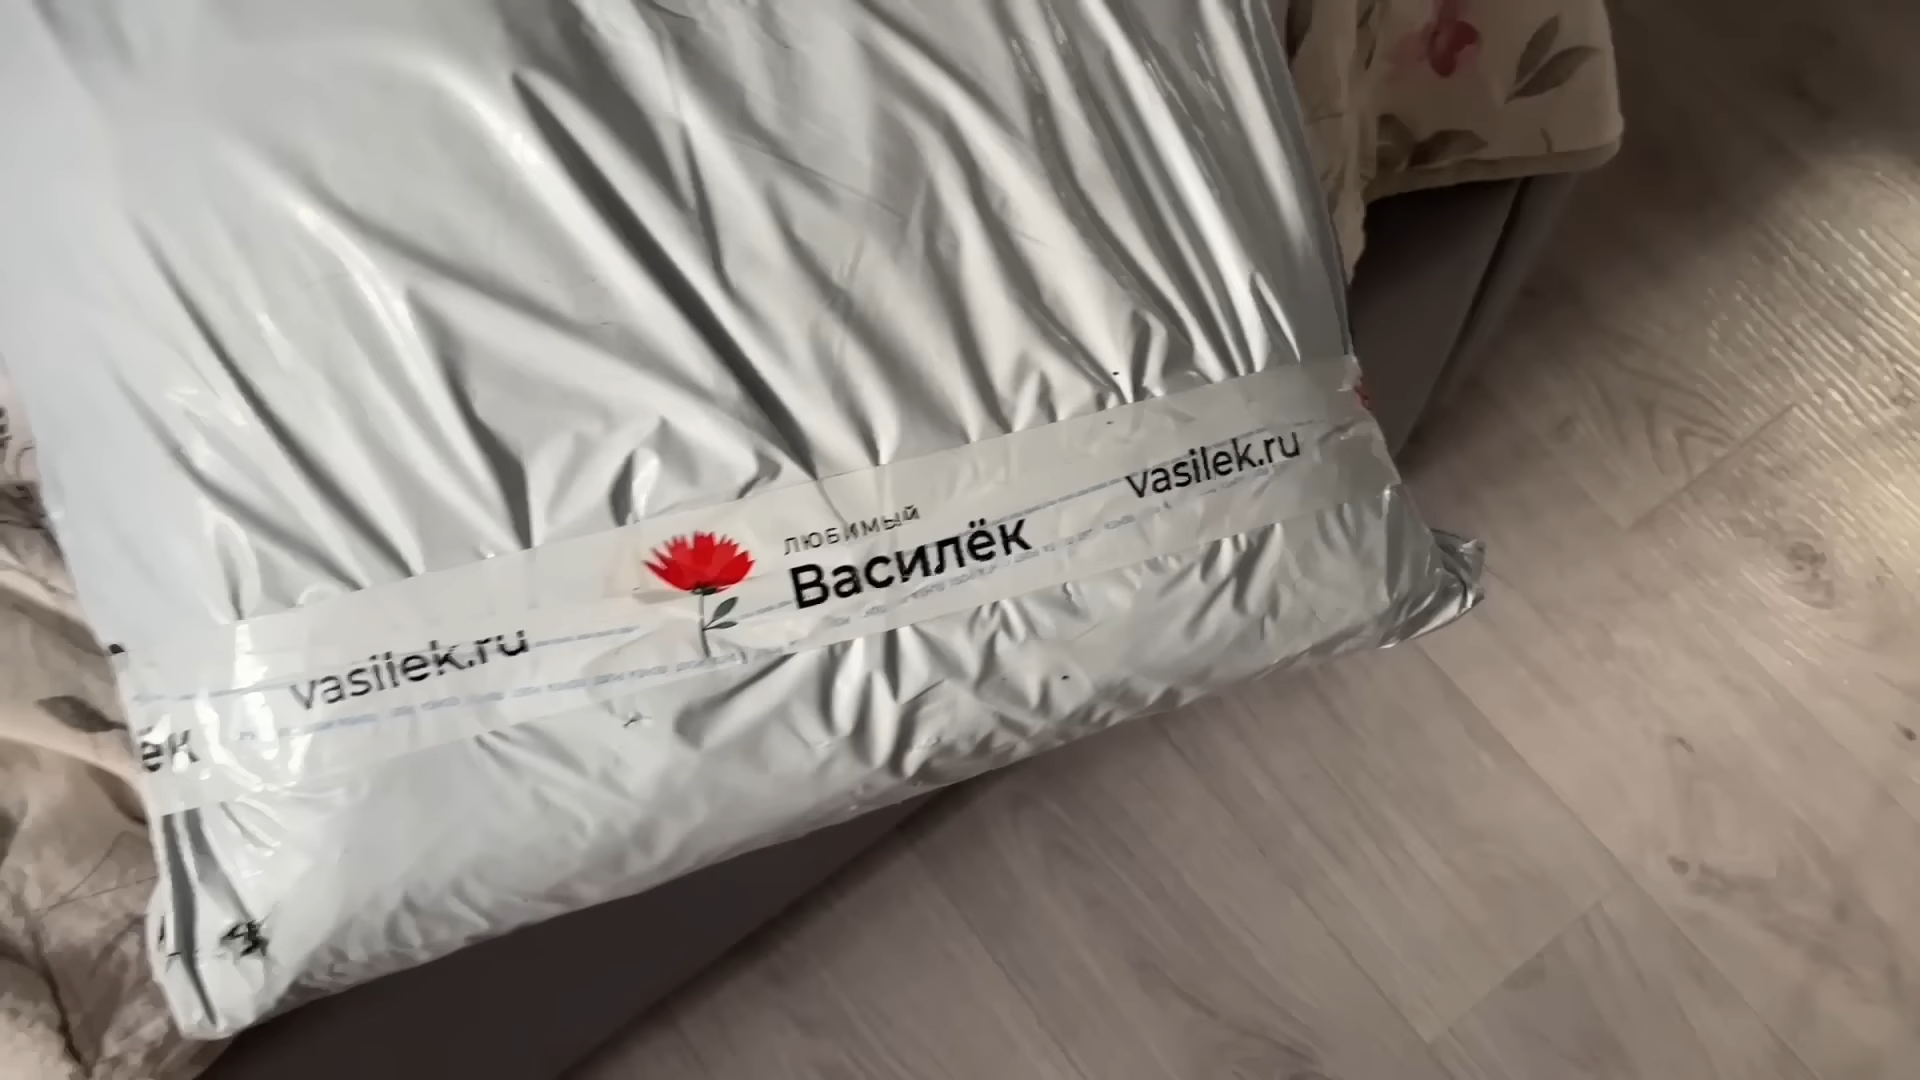 любимый
Василёк
vasilek.ru
vasilek.ru
ёк